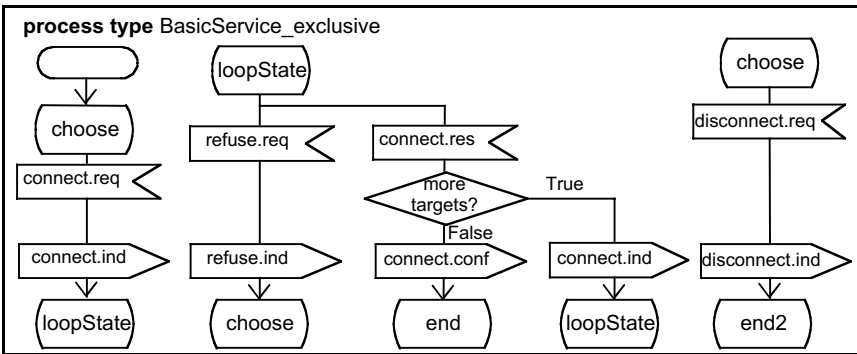 process type BasicService_exclusive
choose
connect.req
connect.ind
loopState
loopState
refuse.req
refuse.ind
choose
connect.res
more
targets?
True
False
connect.conf
end
connect.ind
loopState
choose
disconnect.req
disconnect.ind
end2